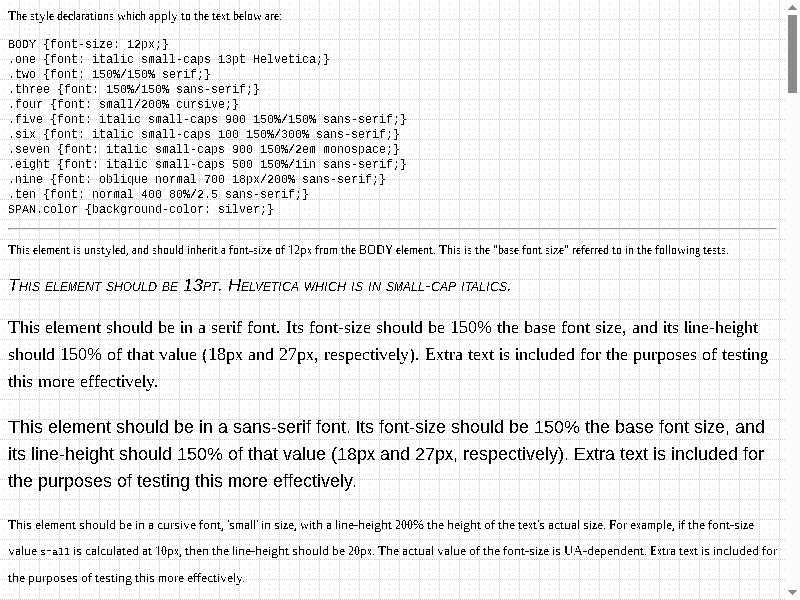 The style declarations which apply to the text below are:
BODY {font-size: 12px;}
.one {font: italic small-caps 13pt Helvetica;}
.two {font: 150%/150% serif;}
.three {font: 150%/150% sans-serif;}
.four {font: small/200% cursive;}
.five {font: italic small-caps 900 150%/150% sans-serif;}
.six {font: italic small-caps 100 150%/300% sans-serif;}
.seven {font: italic small-caps 900 150%/2em monospace;}
.eight {font: italic small-caps 500 150%/1in sans-serif;}
.nine {font: oblique normal 700 18px/200% sans-serif;}
.ten {font: normal 400 80%/2.5 sans-serif;}
SPAN.color {background-color: silver;}
This element is unstyled, and should inherit a font-size of 12px from the BODY element. This is the "base font size" referred to in the following tests.
This element should be 13pt. Helvetica which is in small-cap italics.
This element should be in a serif font. Its font-size should be 150% the base font size, and its line-height
should 150% of that value (18px and 27px, respectively). Extra text is included for the purposes of testing
this more effectively.
This element should be in a sans-serif font. Its font-size should be 150% the base font size, and
its line-height should 150% of that value (18px and 27px, respectively). Extra text is included for
the purposes of testing this more effectively.
This element should be in a cursive font, 'small' in size, with a line-height 200% the height of the text's actual size. For example, if the font-size
value small is calculated at 10px, then the line-height should be 20px. The actual value of the font-size is UA-dependent. Extra text is included for
the purposes of testing this more effectively.